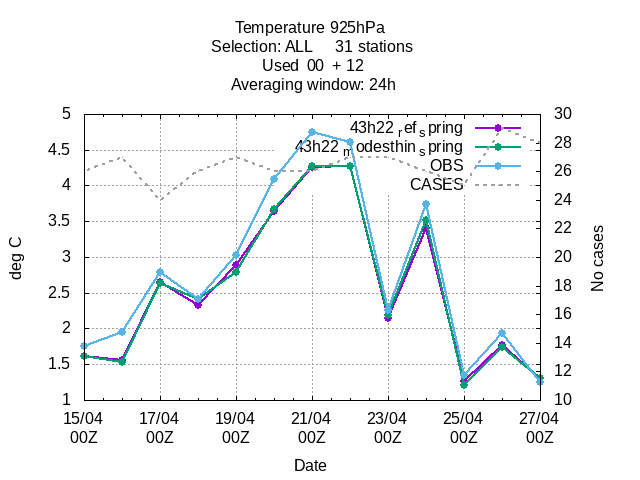 Temperature 925hPa
Selection: ALL     31 stations
Used  00  + 12
Averaging window: 24h
5
4.5
4
3.5
3
2.5
2
1.5
1
30
28
26
24
22
20
18
16
14
12
10
43h22 ref spring
43h22 modesthin spring
OBS
CASES
deg C
No cases
15/04 17/04 19/04 21/04 23/04 25/04 27/04
00Z 00Z 00Z 00Z 00Z 00Z 00Z
Date